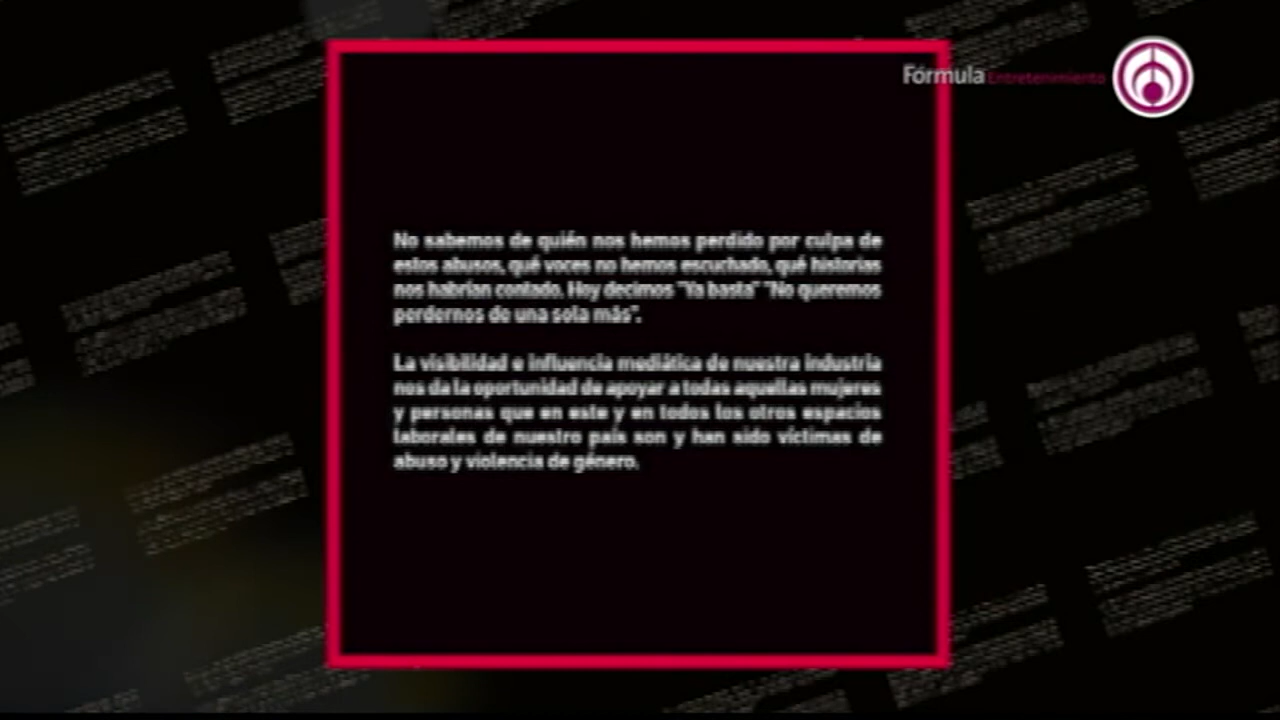 Fórmula Entretenimiento
No sabemos de quién nos hemos perdido por culpa de
estos abusos, qué voces no hemos escuchado, qué historias
nos habrían contado. Hoy decimos "Ya basta" "No queremos
perdernos de una sola más".
La visibilidad e influencia mediática de nuestra industria
nos da la oportunidad de apoyar a todas aquellas mujeres
y personas que en este y en todos los otros espacios
laborales de nuestro país son y han sido víctimas de
abuso y violencia de género.